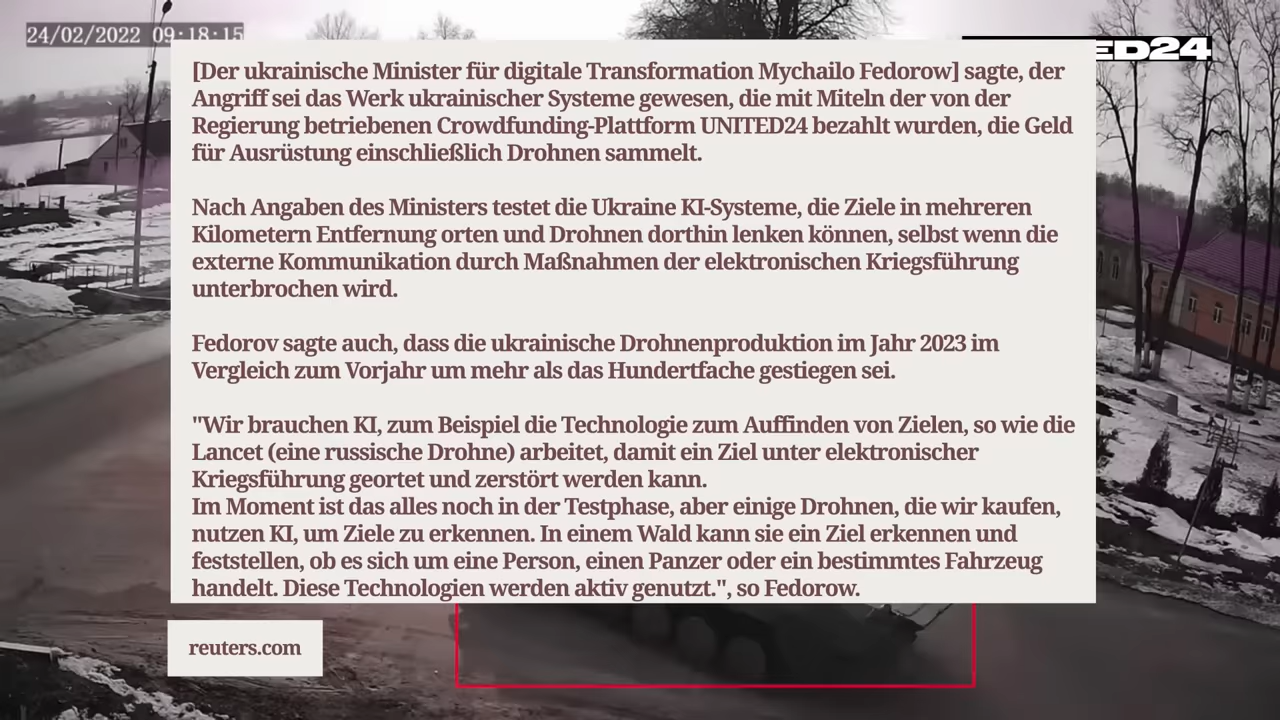 24/02/2022 09:18:15
ED24
[Der ukrainische Minister für digitale Transformation Mychailo Fedorow] sagte, der
Angriff sei das Werk ukrainischer Systeme gewesen, die mit Miteln der von der
Regierung betriebenen Crowdfunding-Plattform UNITED24 bezahlt wurden, die Geld
für Ausrüstung einschließlich Drohnen sammelt.
Nach Angaben des Ministers testet die Ukraine KI-Systeme, die Ziele in mehreren
Kilometern Entfernung orten und Drohnen dorthin lenken können, selbst wenn die
externe Kommunikation durch Maßnahmen der elektronischen Kriegsführung
unterbrochen wird.
Fedorov sagte auch, dass die ukrainische Drohnenproduktion im Jahr 2023 im
Vergleich zum Vorjahr um mehr als das Hundertfache gestiegen sei.
"Wir brauchen KI, zum Beispiel die Technologie zum Auffinden von Zielen, so wie die
Lancet (eine russische Drohne) arbeitet, damit ein Ziel unter elektronischer
Kriegsführung geortet und zerstört werden kann.
Im Moment ist das alles noch in der Testphase, aber einige Drohnen, die wir kaufen,
nutzen KI, um Ziele zu erkennen. In einem Wald kann sie ein Ziel erkennen und
feststellen, ob es sich um eine Person, einen Panzer oder ein bestimmtes Fahrzeug
handelt. Diese Technologien werden aktiv genutzt.", so Fedorow.
reuters.com